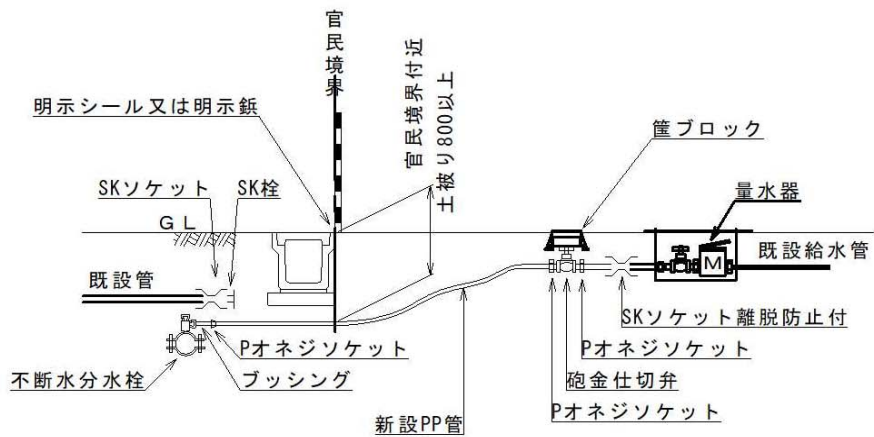 官民境界
官民境界付近
土被り800以上
明示シール又は明示鋲
筐ブロック
SKソケット
SK栓
量水器
GL
既設管
既設給水管
M
SKソケット離脱防止付
Pオネジソケット
Pオネジソケット
不断水分水栓
ブッシング
砲金仕切弁
Pオネジソケット
新設PP管